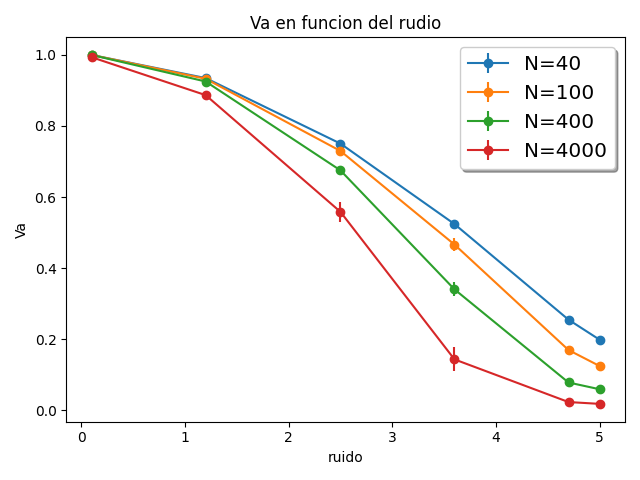 Va en funcion del rudio
N=40
N=100
N=400
N=4000
Va
1.0
0.8
0.6
0.4
0.2
0.0
0 1 2 3 4 5
ruido